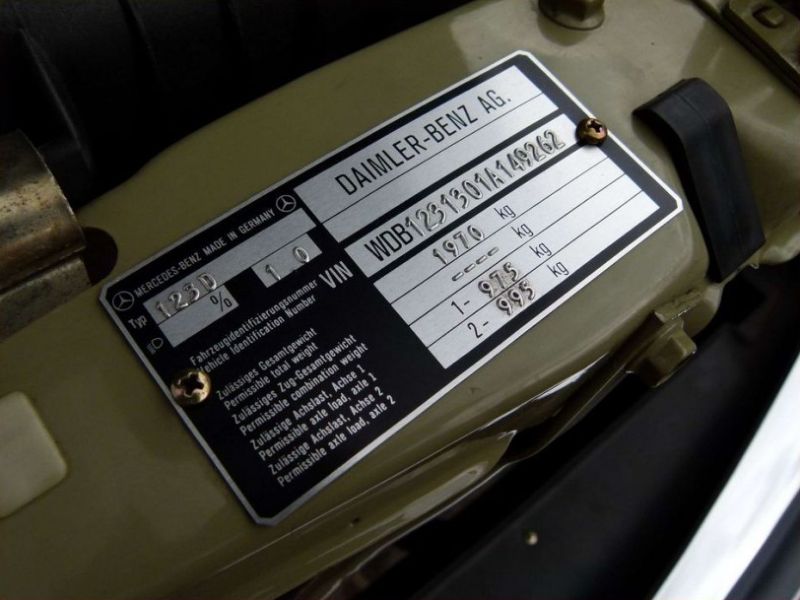 DAIMLER-BENZ AG.
MERCEDES-BENZ MADE IN GERMANY
Typ 123D 1.0
%
Fahrzeugidentifizierungsnummer
Vehicle Identification Number
VIN WDB1231301A149262
Zulässiges Gesamtgewicht
Permissible total weight
1970 kg
Zulässiges Zug-Gesamtgewicht
Permissible combination weight
---- kg
Zulässige Achslast, Achse 1
Permissible axle load, axle 1
1- 975 kg
Zulässige Achslast, Achse 2
Permissible axle load, axle 2
2- 995 kg